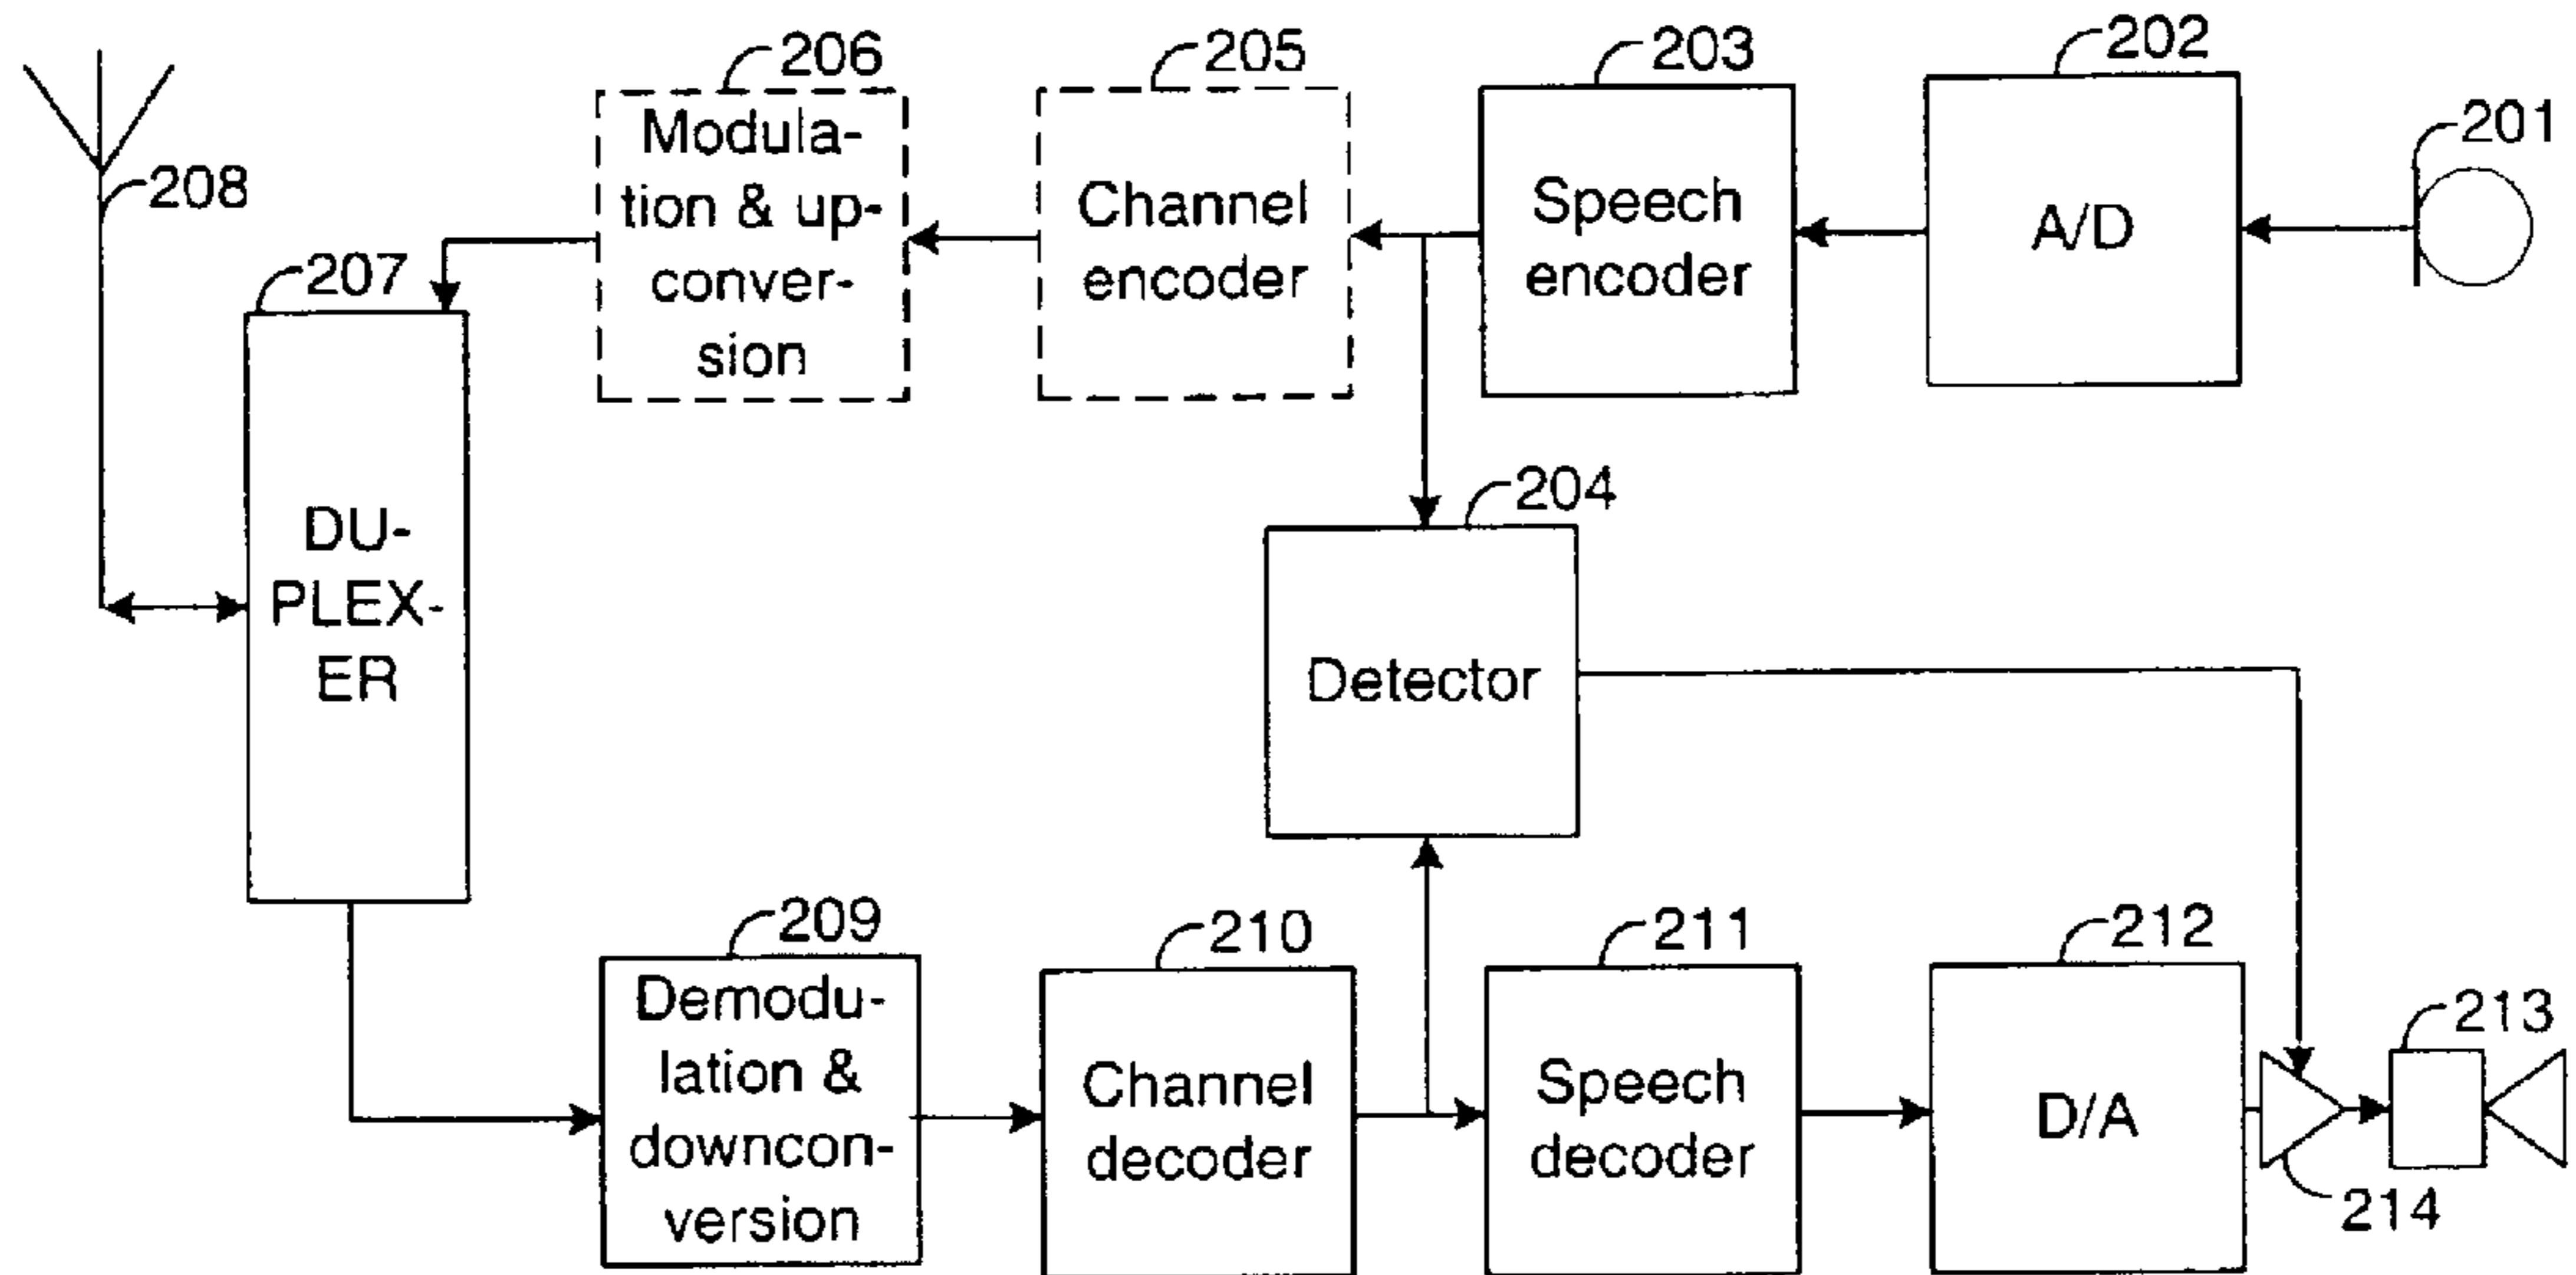 206
Modula-
tion & up-
conver-
sion
205
Channel
encoder
203
Speech
encoder
202
A/D
201
208
207
DU-
PLEX-
ER
204
Detector
209
Demodu-
lation &
downcon-
version
210
Channel
decoder
211
Speech
decoder
212
D/A
213
214